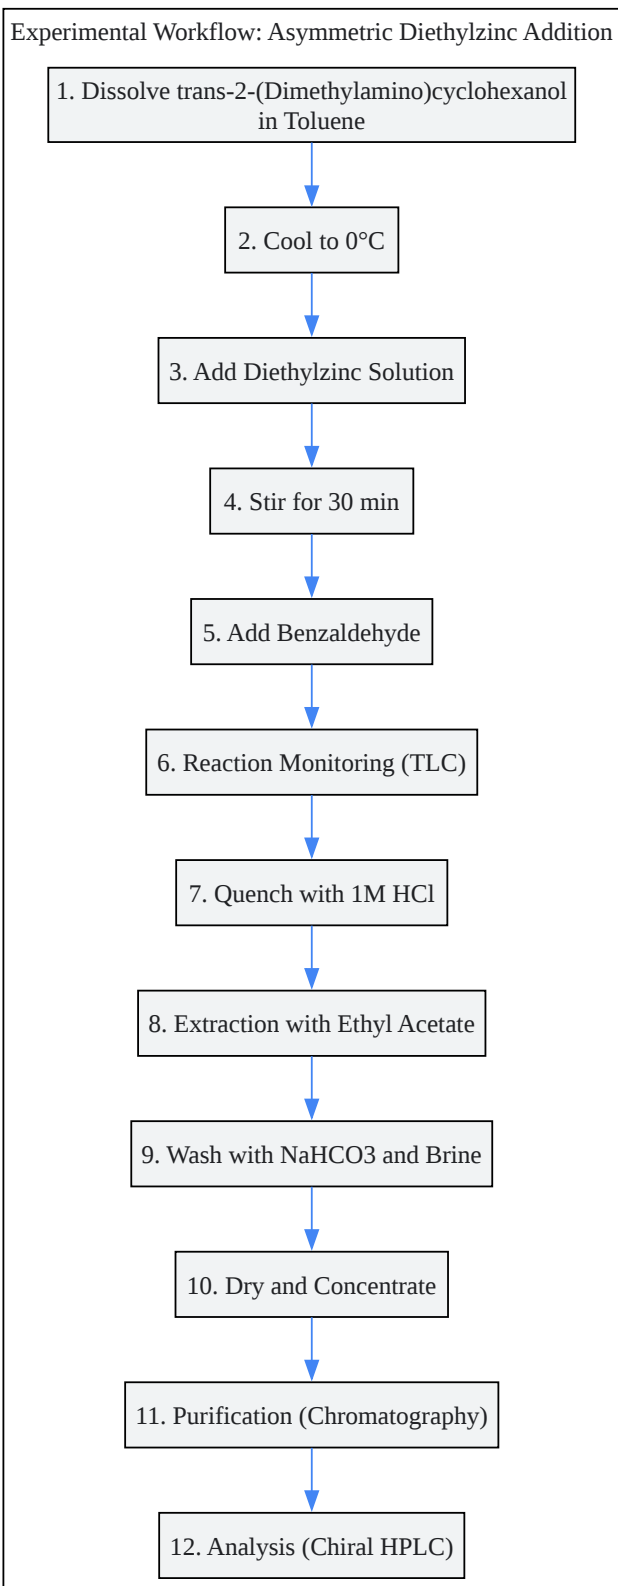 Experimental Workflow: Asymmetric Diethylzinc Addition
1. Dissolve trans-2-(Dimethylamino)cyclohexanol
in Toluene
2. Cool to 0°C
3. Add Diethylzinc Solution
4. Stir for 30 min
5. Add Benzaldehyde
6. Reaction Monitoring (TLC)
7. Quench with 1M HCl
8. Extraction with Ethyl Acetate
9. Wash with NaHCO3 and Brine
10. Dry and Concentrate
11. Purification (Chromatography)
12. Analysis (Chiral HPLC)